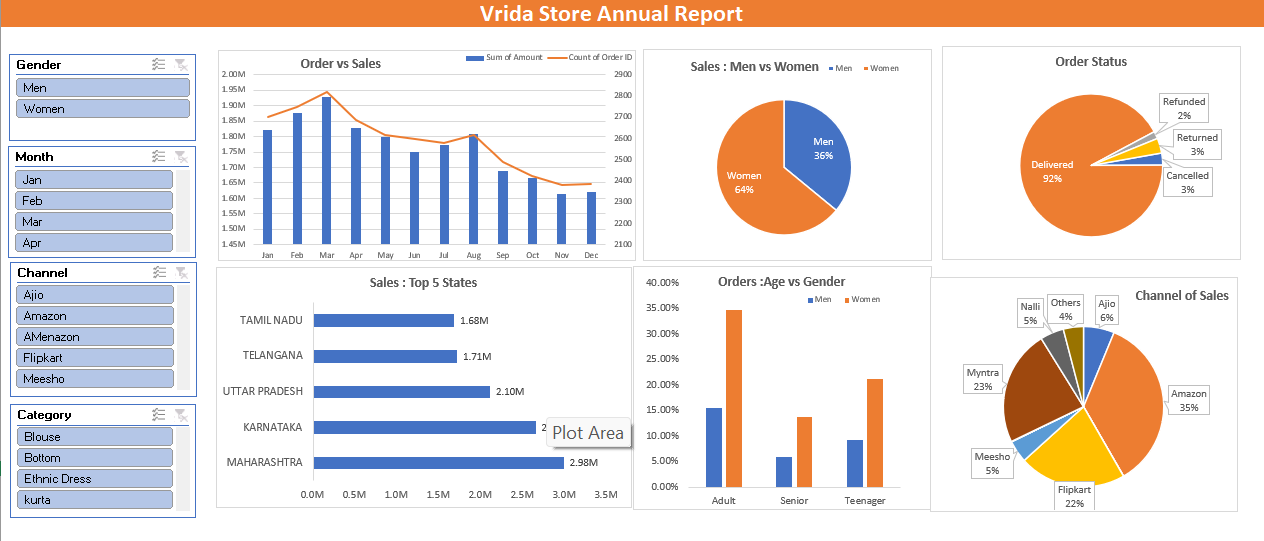 Vrida Store Annual Report
Gender
Men
Women
Month
Jan
Feb
Mar
Apr
Channel
Ajio
Amazon
AMenazon
Flipkart
Meesho
Category
Blouse
Bottom
Ethnic Dress
kurta
Order vs Sales
Sum of Amount
Count of Order ID
2.00M
1.95M
1.90M
1.85M
1.80M
1.75M
1.70M
1.65M
1.60M
1.55M
1.50M
1.45M
2900
2800
2700
2600
2500
2400
2300
2200
2100
Jan Feb Mar Apr May Jun Jul Aug Sep Oct Nov Dec
Sales : Men vs Women
Men
Women
Men
36%
Women
64%
Order Status
Refunded
2%
Returned
3%
Cancelled
3%
Delivered
92%
Sales : Top 5 States
TAMIL NADU 1.68M
TELANGANA 1.71M
UTTAR PRADESH 2.10M
KARNATAKA 2
MAHARASHTRA 2.98M
0.0M 0.5M 1.0M 1.5M 2.0M 2.5M 3.0M 3.5M
Plot Area
Orders :Age vs Gender
Men
Women
40.00%
35.00%
30.00%
25.00%
20.00%
15.00%
10.00%
5.00%
0.00%
Adult Senior Teenager
Channel of Sales
Nalli
5%
Others
4%
Ajio
6%
Myntra
23%
Amazon
35%
Meesho
5%
Flipkart
22%